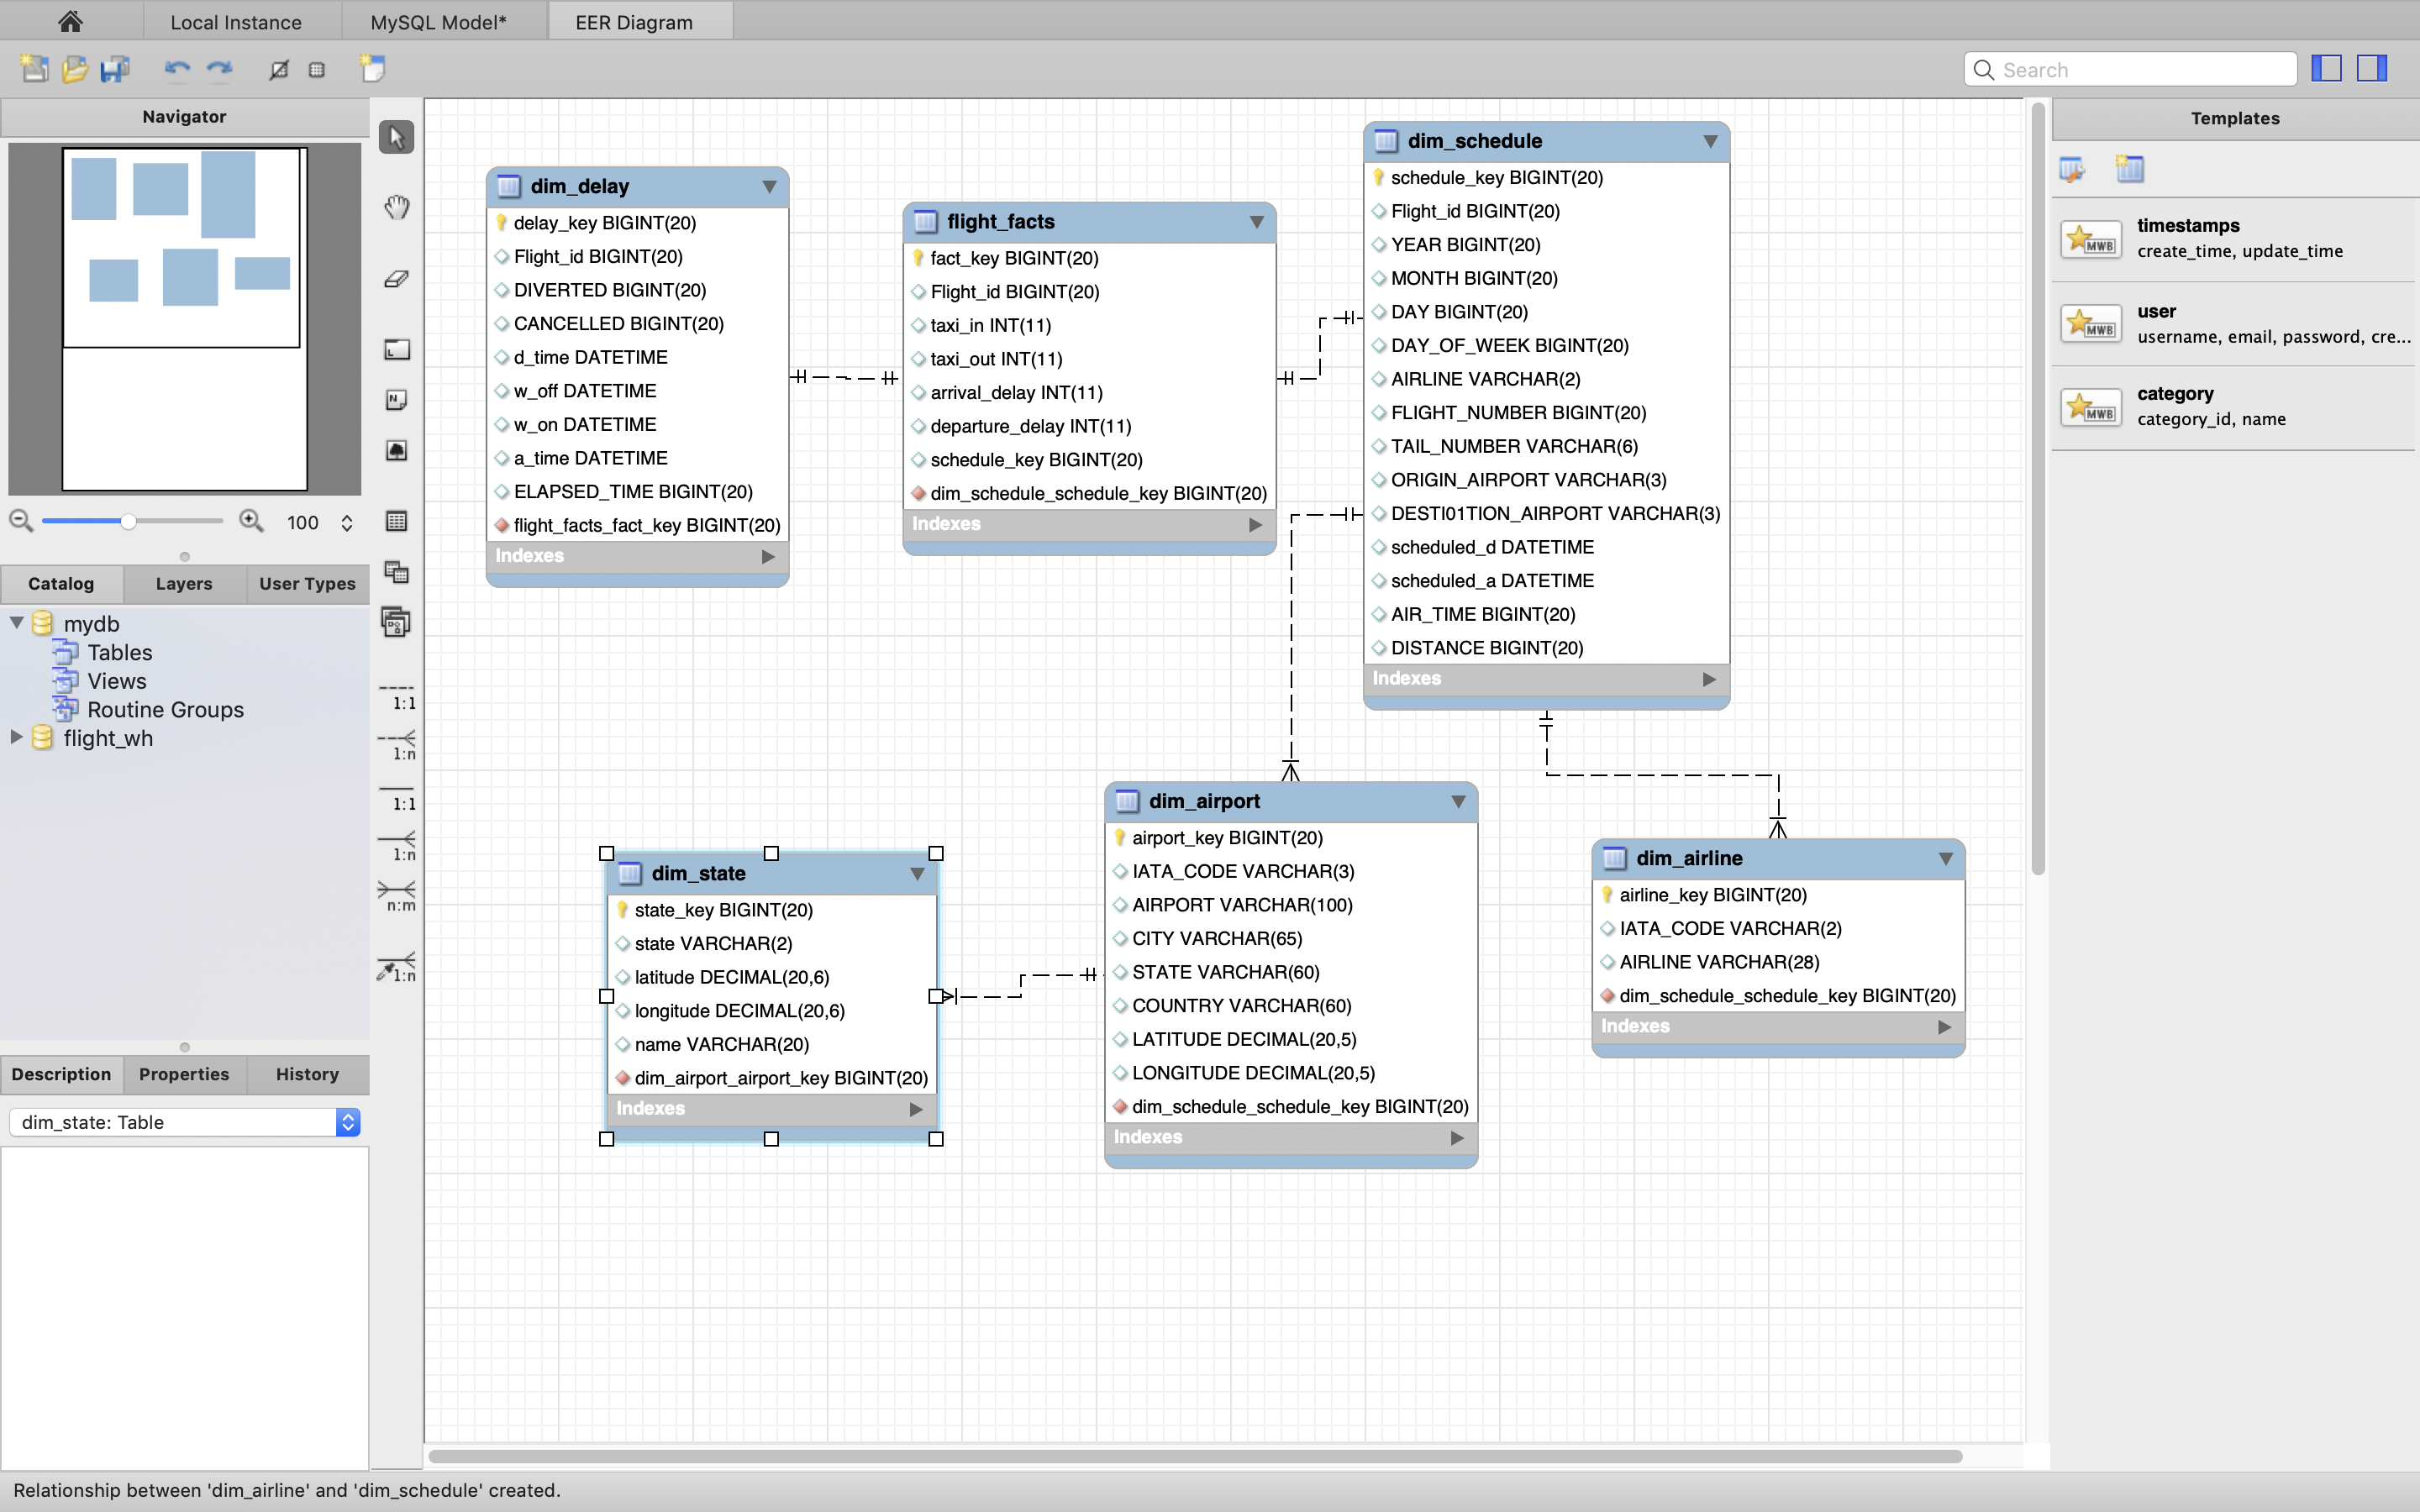 Local Instance
MySQL Model*
EER Diagram
Search
Navigator
100
Catalog
Layers
User Types
mydb
Tables
Views
Routine Groups
flight_wh
Description
Properties
History
dim_state: Table
1:1
1:n
1:1
1:n
n:m
1:n
dim_delay
delay_key BIGINT(20)
Flight_id BIGINT(20)
DIVERTED BIGINT(20)
CANCELLED BIGINT(20)
d_time DATETIME
w_off DATETIME
w_on DATETIME
a_time DATETIME
ELAPSED_TIME BIGINT(20)
flight_facts_fact_key BIGINT(20)
Indexes
flight_facts
fact_key BIGINT(20)
Flight_id BIGINT(20)
taxi_in INT(11)
taxi_out INT(11)
arrival_delay INT(11)
departure_delay INT(11)
schedule_key BIGINT(20)
dim_schedule_schedule_key BIGINT(20)
Indexes
dim_schedule
schedule_key BIGINT(20)
Flight_id BIGINT(20)
YEAR BIGINT(20)
MONTH BIGINT(20)
DAY BIGINT(20)
DAY_OF_WEEK BIGINT(20)
AIRLINE VARCHAR(2)
FLIGHT_NUMBER BIGINT(20)
TAIL_NUMBER VARCHAR(6)
ORIGIN_AIRPORT VARCHAR(3)
DESTI01TION_AIRPORT VARCHAR(3)
scheduled_d DATETIME
scheduled_a DATETIME
AIR_TIME BIGINT(20)
DISTANCE BIGINT(20)
Indexes
dim_state
state_key BIGINT(20)
state VARCHAR(2)
latitude DECIMAL(20,6)
longitude DECIMAL(20,6)
name VARCHAR(20)
dim_airport_airport_key BIGINT(20)
Indexes
dim_airport
airport_key BIGINT(20)
IATA_CODE VARCHAR(3)
AIRPORT VARCHAR(100)
CITY VARCHAR(65)
STATE VARCHAR(60)
COUNTRY VARCHAR(60)
LATITUDE DECIMAL(20,5)
LONGITUDE DECIMAL(20,5)
dim_schedule_schedule_key BIGINT(20)
Indexes
dim_airline
airline_key BIGINT(20)
IATA_CODE VARCHAR(2)
AIRLINE VARCHAR(28)
dim_schedule_schedule_key BIGINT(20)
Indexes
Templates
MWB
timestamps
create_time, update_time
MWB
user
username, email, password, cre...
MWB
category
category_id, name
Relationship between 'dim_airline' and 'dim_schedule' created.